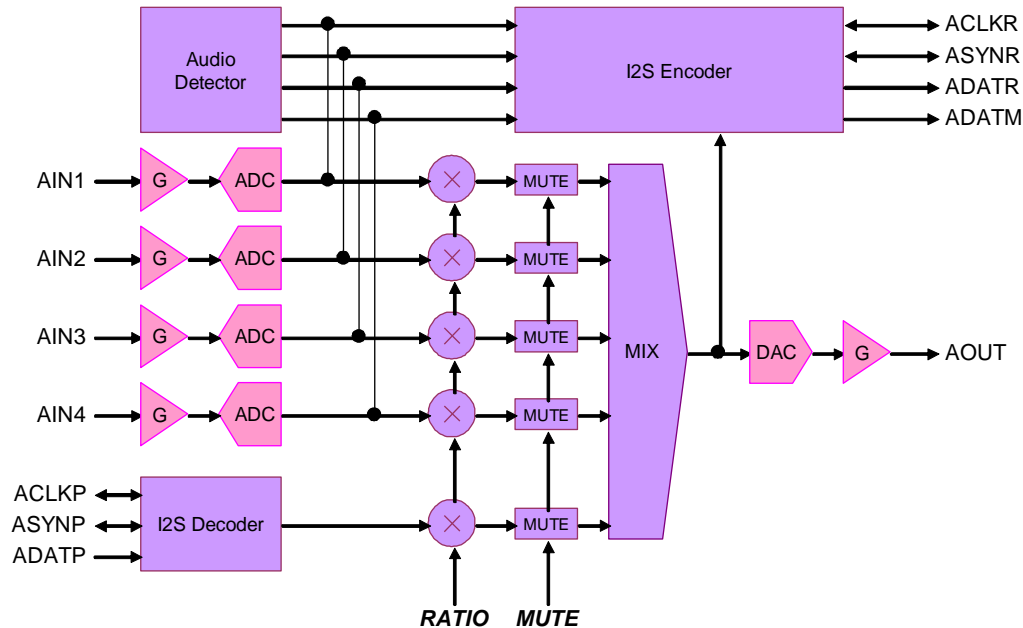 Audio
Detector
I2S Encoder
ACLKR
ASYNR
ADATR
ADATM
AIN1
G
ADC
×
MUTE
AIN2
G
ADC
×
MUTE
AIN3
G
ADC
×
MUTE
MIX
DAC
G
AOUT
AIN4
G
ADC
×
MUTE
ACLKP
ASYNP
ADATP
I2S Decoder
×
MUTE
RATIO
MUTE